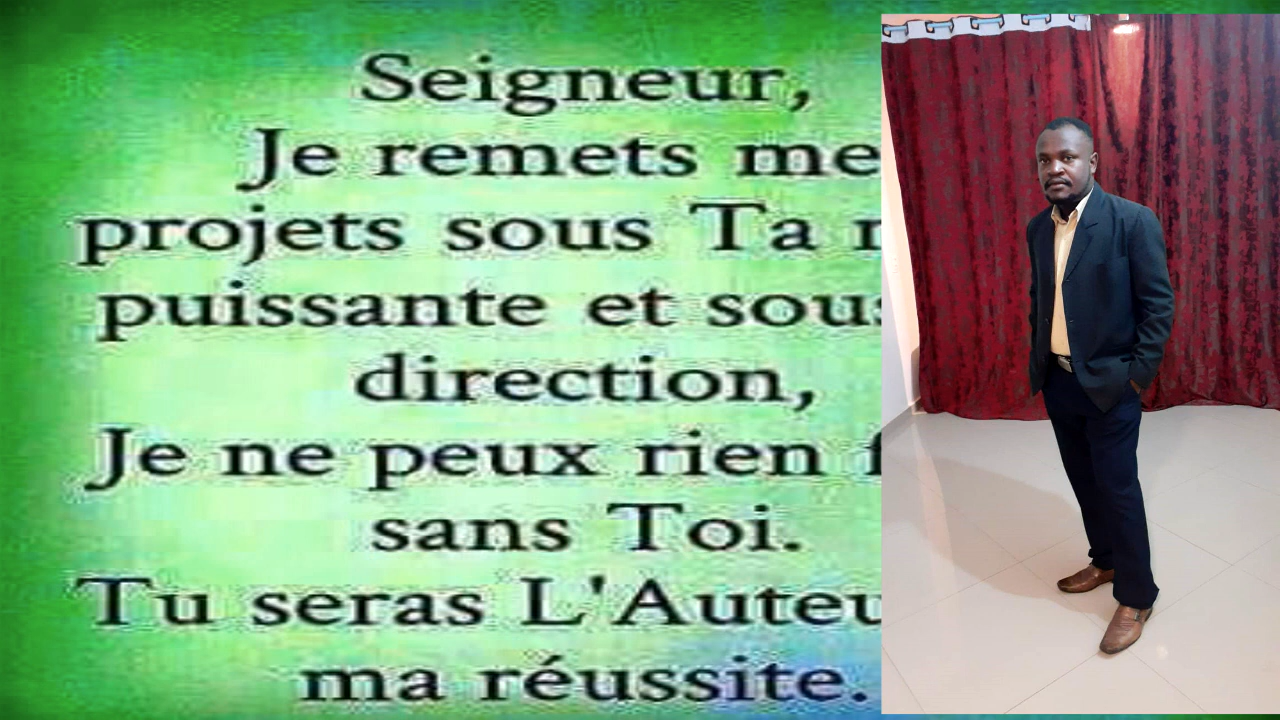 Seigneur,
Je remets me
projets sous Ta
puissante et sous
direction,
Je ne peux rien
sans Toi.
Tu seras L'Auteu
ma réussite.